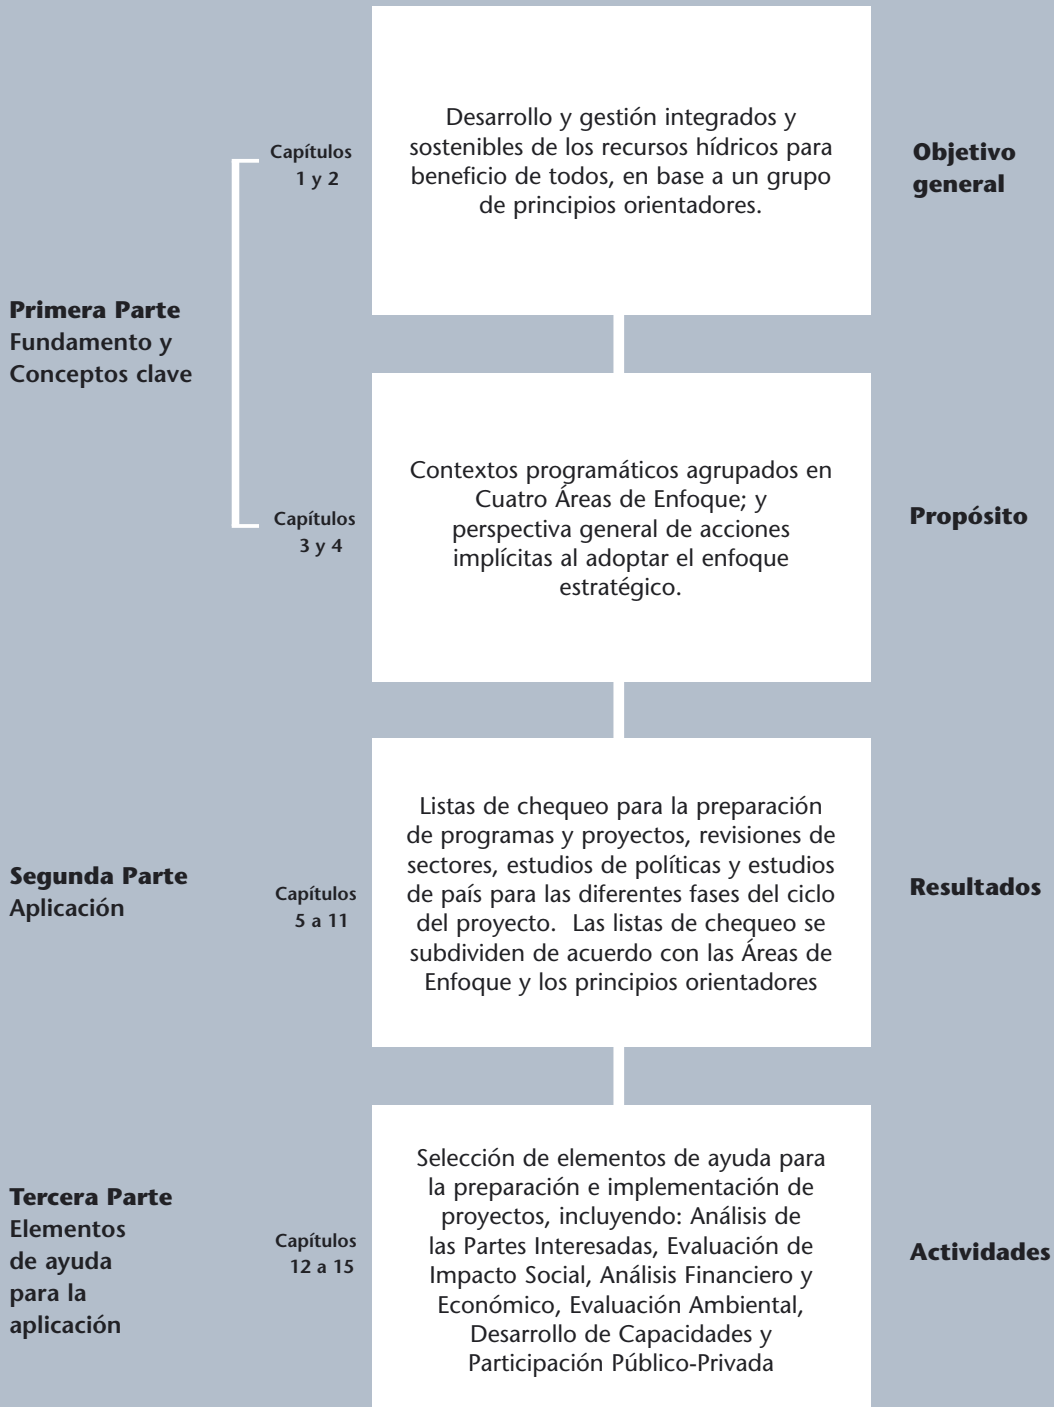 Capítulos
1 y 2
Desarrollo y gestión integrados y
sostenibles de los recursos hídricos para
beneficio de todos, en base a un grupo
de principios orientadores.
Objetivo
general
Primera Parte
Fundamento y
Conceptos clave
Capítulos
3 y 4
Contextos programáticos agrupados en
Cuatro Áreas de Enfoque; y
perspectiva general de acciones
implícitas al adoptar el enfoque
estratégico.
Propósito
Segunda Parte
Aplicación
Capítulos
5 a 11
Listas de chequeo para la preparación
de programas y proyectos, revisiones de
sectores, estudios de políticas y estudios
de país para las diferentes fases del ciclo
del proyecto.  Las listas de chequeo se
subdividen de acuerdo con las Áreas de
Enfoque y los principios orientadores
Resultados
Tercera Parte
Elementos
de ayuda
para la
aplicación
Capítulos
12 a 15
Selección de elementos de ayuda para
la preparación e implementación de
proyectos, incluyendo: Análisis de
las Partes Interesadas, Evaluación de
Impacto Social, Análisis Financiero y
Económico, Evaluación Ambiental,
Desarrollo de Capacidades y
Participación Público-Privada
Actividades